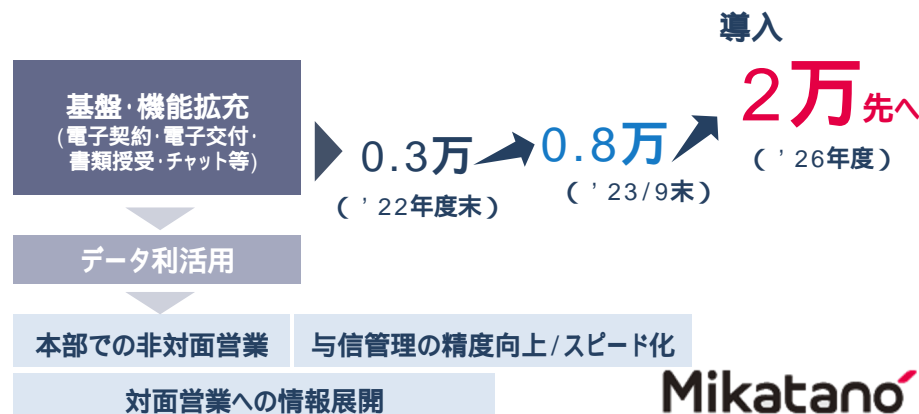 導入
基盤･機能拡充
(電子契約･電子交付･
書類授受･チャット等)
0.3万
（’22年度末）
0.8万
（’23/9末）
2万先へ
（’26年度）
データ利活用
本部での非対面営業
与信管理の精度向上/スピード化
対面営業への情報展開
Mikatano